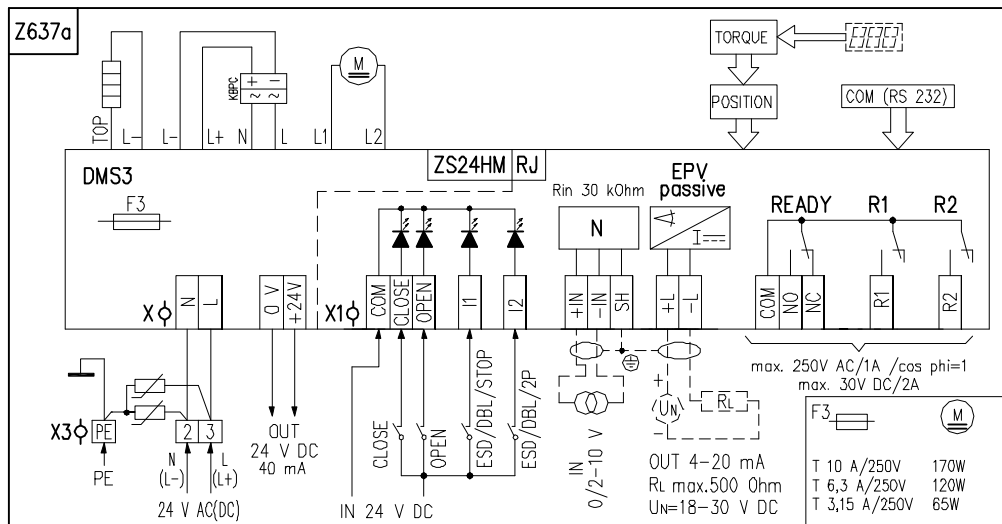 Z637a
TORQUE
POSITION
COM (RS 232)
M
KBPC
+ −
~ ~
TOP L− L− L+ N L L1 L2
ZS24HM RJ
DMS3
F3
Rin 30 kOhm
N
EPV
passive
READY R1 R2
X
N L
0 V +24V
X1
COM CLOSE OPEN I1 I2
+IN −IN SH
+L −L
COM NO NC R1 R2
max. 250V AC/1A /cos phi=1
max. 30V DC/2A
X3
PE
2 3
PE
N
(L−)
L
(L+)
24 V AC(DC)
OUT
24 V DC
40 mA
CLOSE
OPEN
ESD/DBL/STOP
ESD/DBL/2P
IN 24 V DC
IN
0/2−10 V
+
UN
−
RL
OUT 4−20 mA
RL max.500 Ohm
UN=18−30 V DC
F3 M
T 10 A/250V 170W
T 6,3 A/250V 120W
T 3,15 A/250V 65W